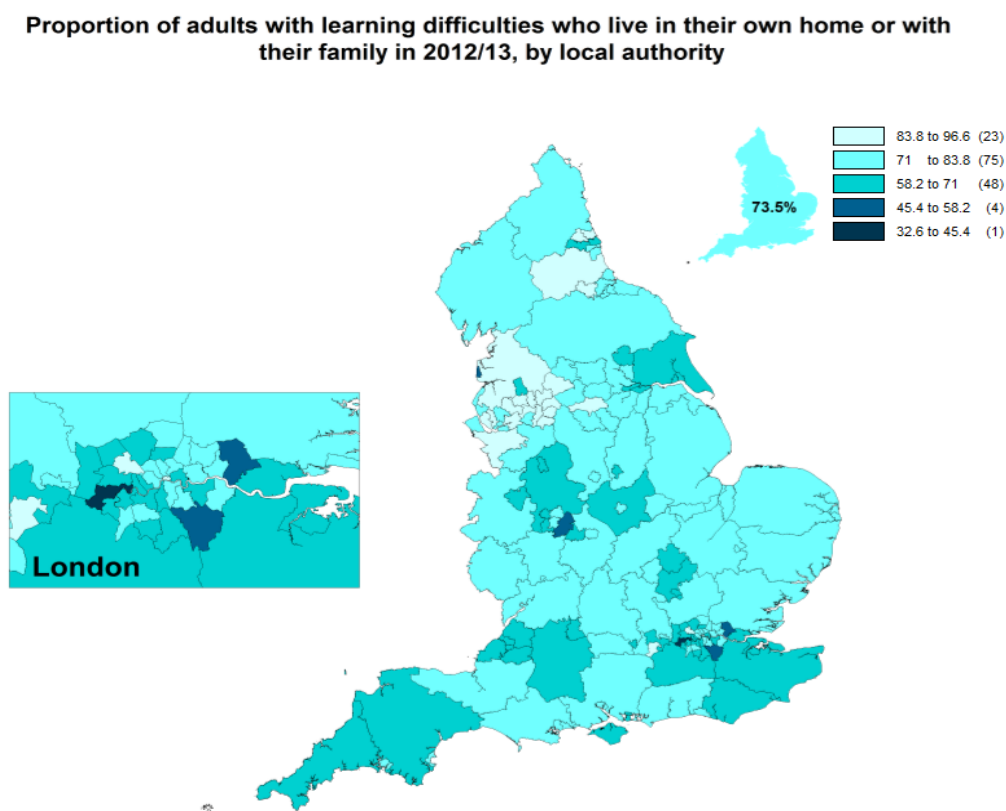 Proportion of adults with learning difficulties who live in their own home or with
their family in 2012/13, by local authority
83.8 to 96.6 (23)
71 to 83.8 (75)
58.2 to 71 (48)
45.4 to 58.2 (4)
32.6 to 45.4 (1)
73.5%
London